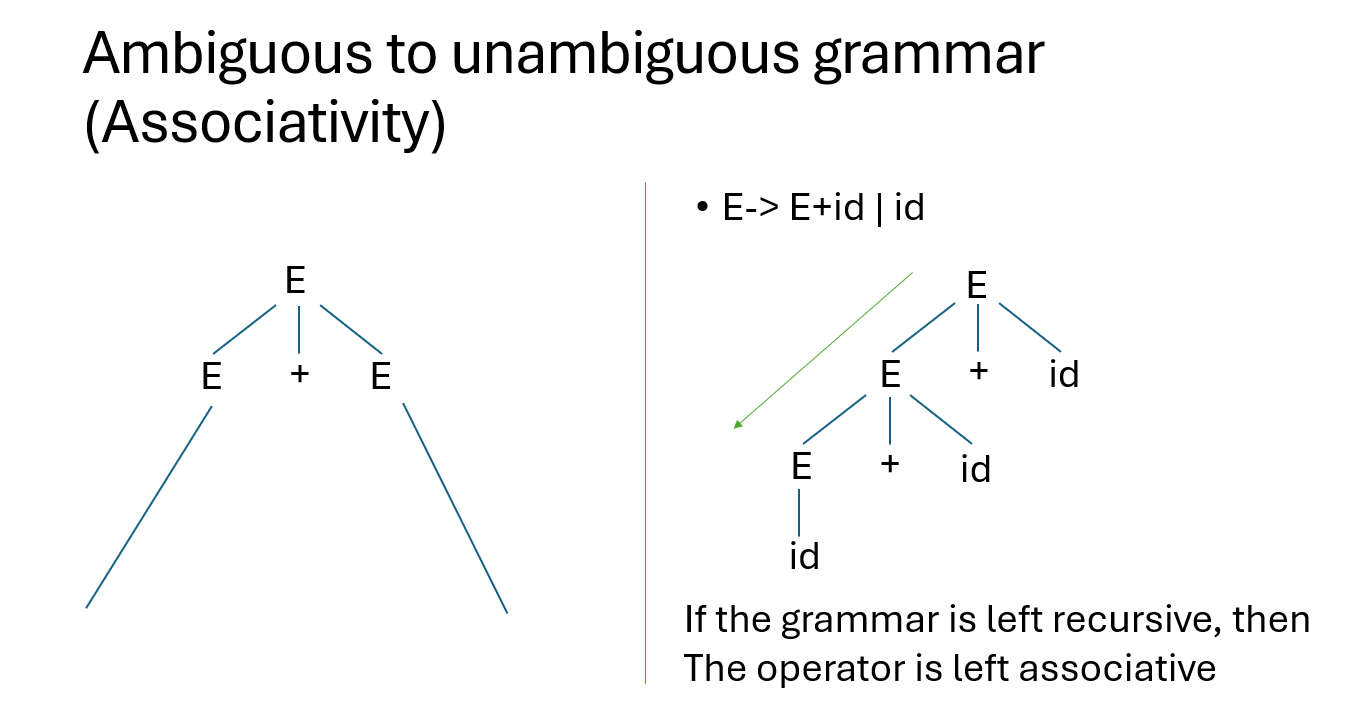 Ambiguous to unambiguous grammar
(Associativity)
E
E + E
• E-> E+id | id
E
E + id
E + id
id
If the grammar is left recursive, then
The operator is left associative